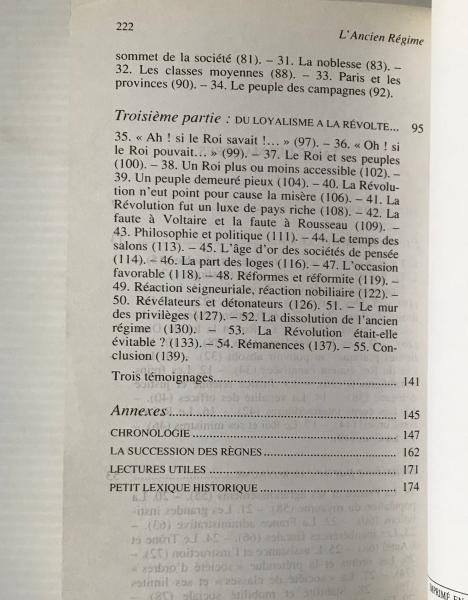 222
L'Ancien Régime
sommet de la société (81). – 31. La noblesse (83). –
32. Les classes moyennes (88). – 33. Paris et les
provinces (90). – 34. Le peuple des campagnes (92).
Troisième partie : DU LOYALISME A LA RÉVOLTE... 95
35. « Ah ! si le Roi savait !... » (97). – 36. « Oh ! si
le Roi pouvait... » (99). – 37. Le Roi et ses peuples
(100). – 38. Un Roi plus ou moins accessible (102). –
39. Un peuple demeuré pieux (104). – 40. La Révolu-
tion n'eut point pour cause la misère (106). – 41. La
Révolution fut un luxe de pays riche (108). – 42. La
faute à Voltaire et la faute à Rousseau (109). –
43. Philosophie et politique (111). – 44. Le temps des
salons (113). – 45. L'âge d'or des sociétés de pensée
(114). – 46. La part des loges (116). – 47. L'occasion
favorable (118). – 48. Réformes et réformite (119). –
49. Réaction seigneuriale, réaction nobiliaire (122). –
50. Révélateurs et détonateurs (126). 51. – Le mur
des privilèges (127). – 52. La dissolution de l'ancien
régime (130). – 53. La Révolution était-elle
évitable ? (133). – 54. Rémanences (137). – 55. Con-
clusion (139).
Trois témoignages... 141
Annexes... 145
CHRONOLOGIE... 147
LA SUCCESSION DES RÈGNES... 162
LECTURES UTILES... 171
PETIT LEXIQUE HISTORIQUE... 174
IMPRIMÉ EN